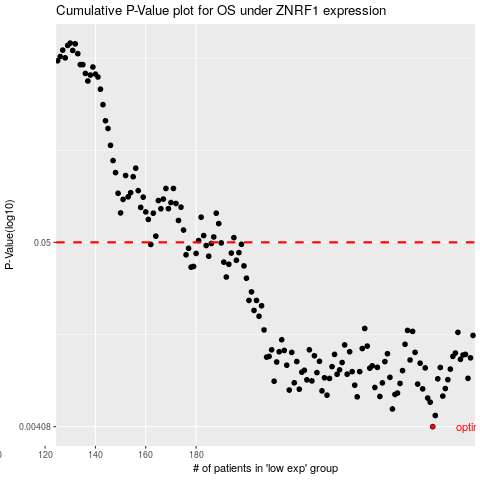 Cumulative P-Value plot for OS under ZNRF1 expression
P-Value(log10)
0.05
0.00408
optim
0
120
140
160
180
# of patients in 'low exp' group